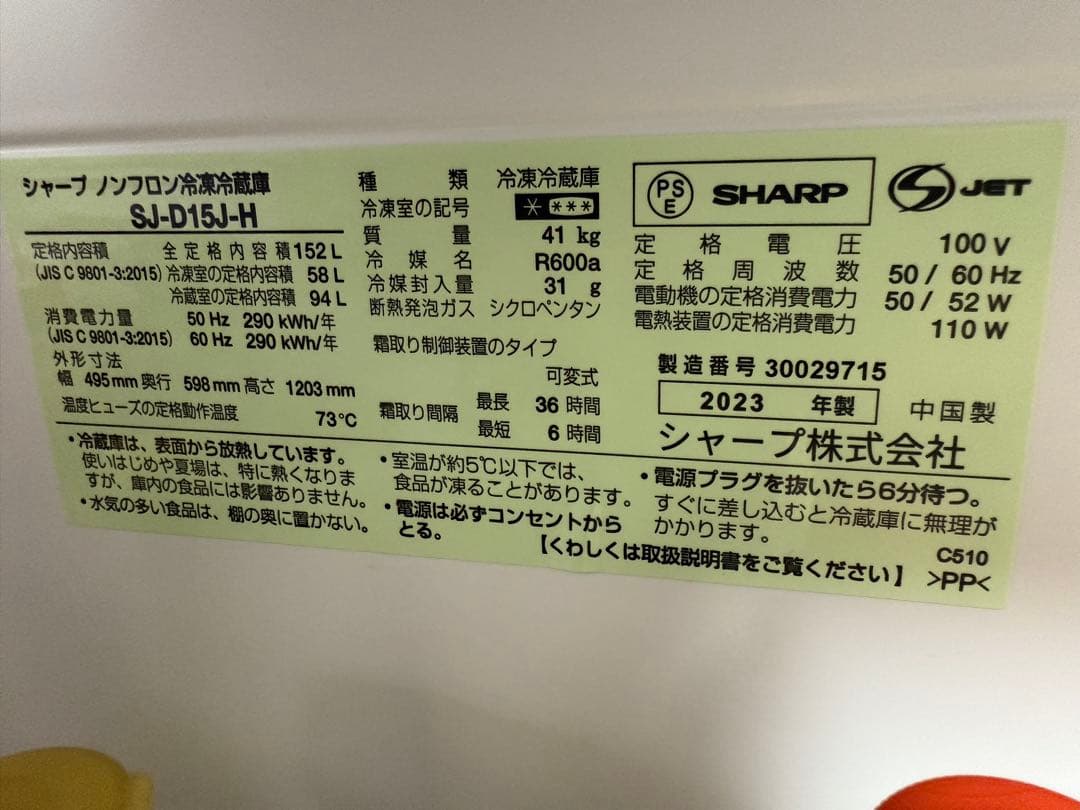 シャープ ノンフロン冷凍冷蔵庫
SJ-D15J-H
定格内容積 全定格内容積 152 L
(JIS C 9801-3:2015) 冷凍室の定格内容積 58 L
冷蔵室の定格内容積 94 L
消費電力量 50 Hz 290 kWh/年
(JIS C 9801-3:2015) 60 Hz 290 kWh/年
外形寸法
幅 495 mm 奥行 598 mm 高さ 1203 mm
温度ヒューズの定格動作温度 73℃
種類 冷凍冷蔵庫
冷凍室の記号 * ***
質量 41 kg
冷媒名 R600a
冷媒封入量 31 g
断熱発泡ガス シクロペンタン
霜取り制御装置のタイプ
可変式
霜取り間隔 最長 36 時間
最短 6 時間
PS
E
SHARP
JET
定格電圧 100 V
定格周波数 50 / 60 Hz
電動機の定格消費電力 50 / 52 W
電熱装置の定格消費電力 110 W
製造番号 30029715
2023 年製 中国製
シャープ株式会社
・冷蔵庫は、表面から放熱しています。
使いはじめや夏場は、特に熱くなりま
すが、庫内の食品には影響ありません。
・水気の多い食品は、棚の奥に置かない。
・室温が約5℃以下では、
食品が凍ることがあります。
・電源は必ずコンセントから
とる。
・電源プラグを抜いたら6分待つ。
すぐに差し込むと冷蔵庫に無理が
かかります。
【くわしくは取扱説明書をご覧ください】
C510
>PP<